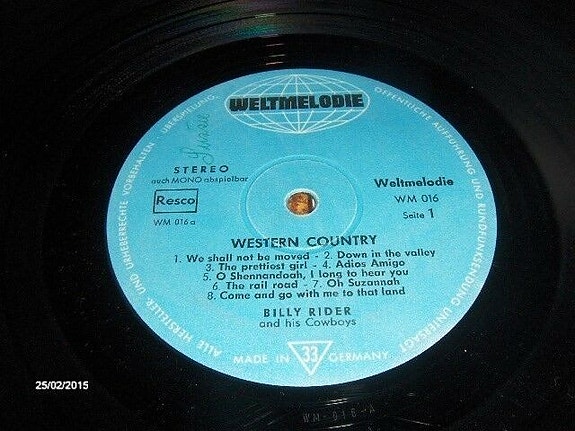 WELTMELODIE
ALLE HERSTELLER- UND URHEBERRECHTE VORBEHALTEN · ÜBERSPIELUNG, ÖFFENTLICHE AUFFÜHRUNG UND RUNDFUNKSENDUNG UNTERSAGT
STEREO
auch MONO abspielbar
Resco
WM 016 a
Weltmelodie
WM 016
Seite 1
WESTERN COUNTRY
1. We shall not be moved - 2. Down in the valley
3. The prettiest girl - 4. Adios Amigo
5. O Shennandoah, I long to hear you
6. The rail road - 7. Oh Suzannah
8. Come and go with me to that land
BILLY RIDER
and his Cowboys
MADE IN 33 GERMANY
WM - 016 - A
25/02/2015